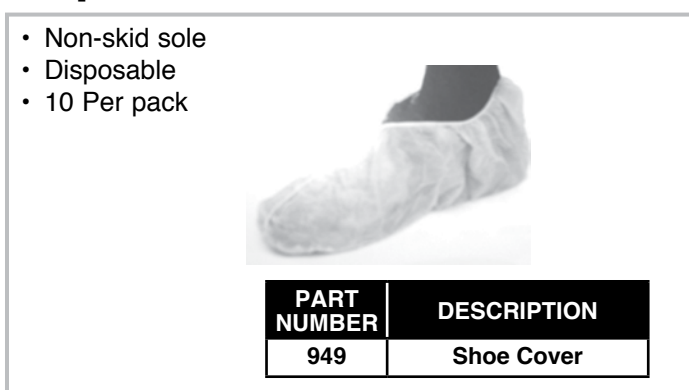 • Non-skid sole
• Disposable
• 10 Per pack
PART NUMBER DESCRIPTION
949 Shoe Cover